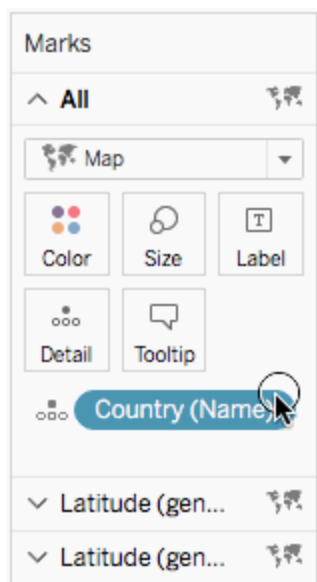 Marks
All
Map
Color
Size
Label
Detail
Tooltip
Country (Name)
Latitude (gen...
Latitude (gen...